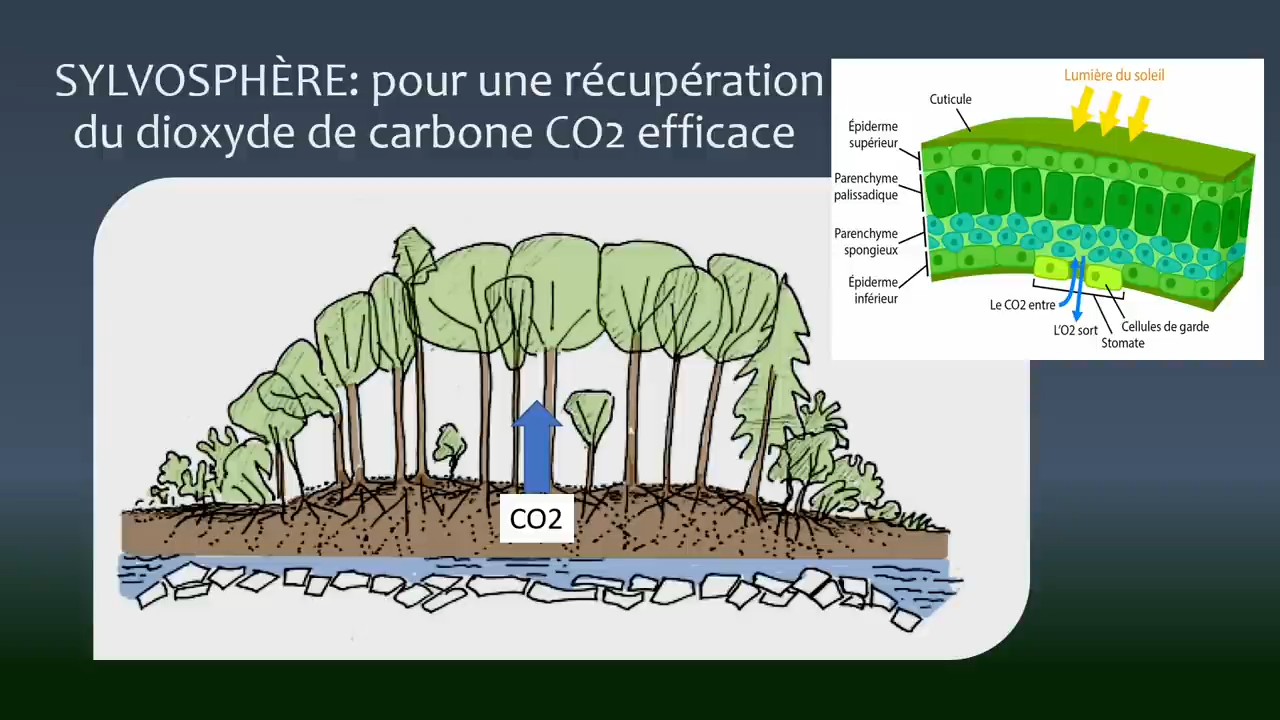 SYLVOSPHÈRE: pour une récupération
du dioxyde de carbone CO2 efficace
Lumière du soleil
Cuticule
Épiderme
supérieur
Parenchyme
palissadique
Parenchyme
spongieux
Épiderme
inférieur
Le CO2 entre
L'O2 sort
Cellules de garde
Stomate
CO2